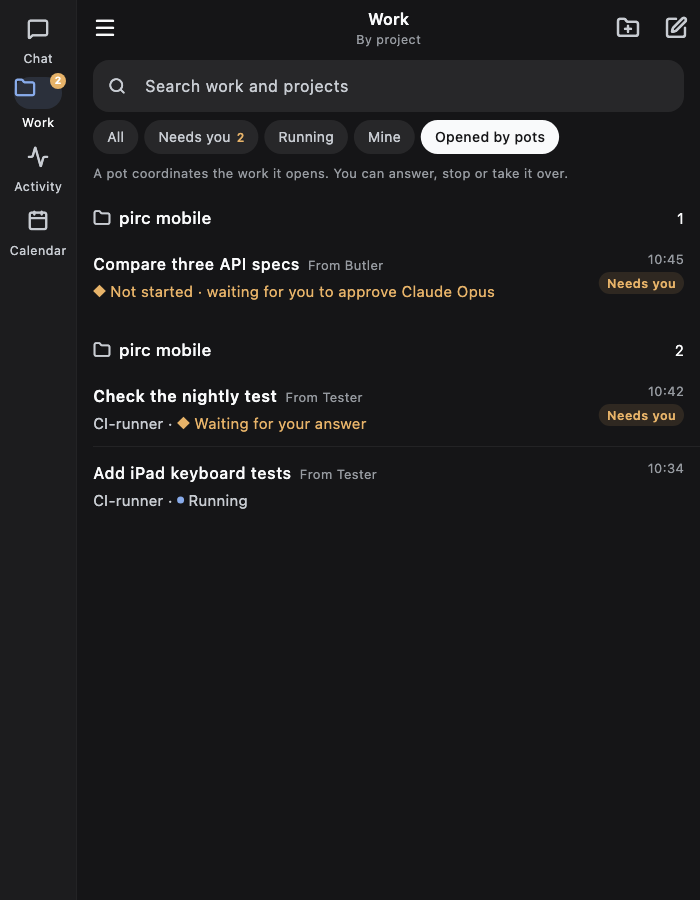 Chat
2
Work
Activity
Calendar
Work
By project
Search work and projects
All
Needs you 2
Running
Mine
Opened by pots
A pot coordinates the work it opens. You can answer, stop or take it over.
pirc mobile 1
Compare three API specs From Butler 10:45
Not started · waiting for you to approve Claude Opus Needs you
pirc mobile 2
Check the nightly test From Tester 10:42
CI-runner · Waiting for your answer Needs you
Add iPad keyboard tests From Tester 10:34
CI-runner · Running